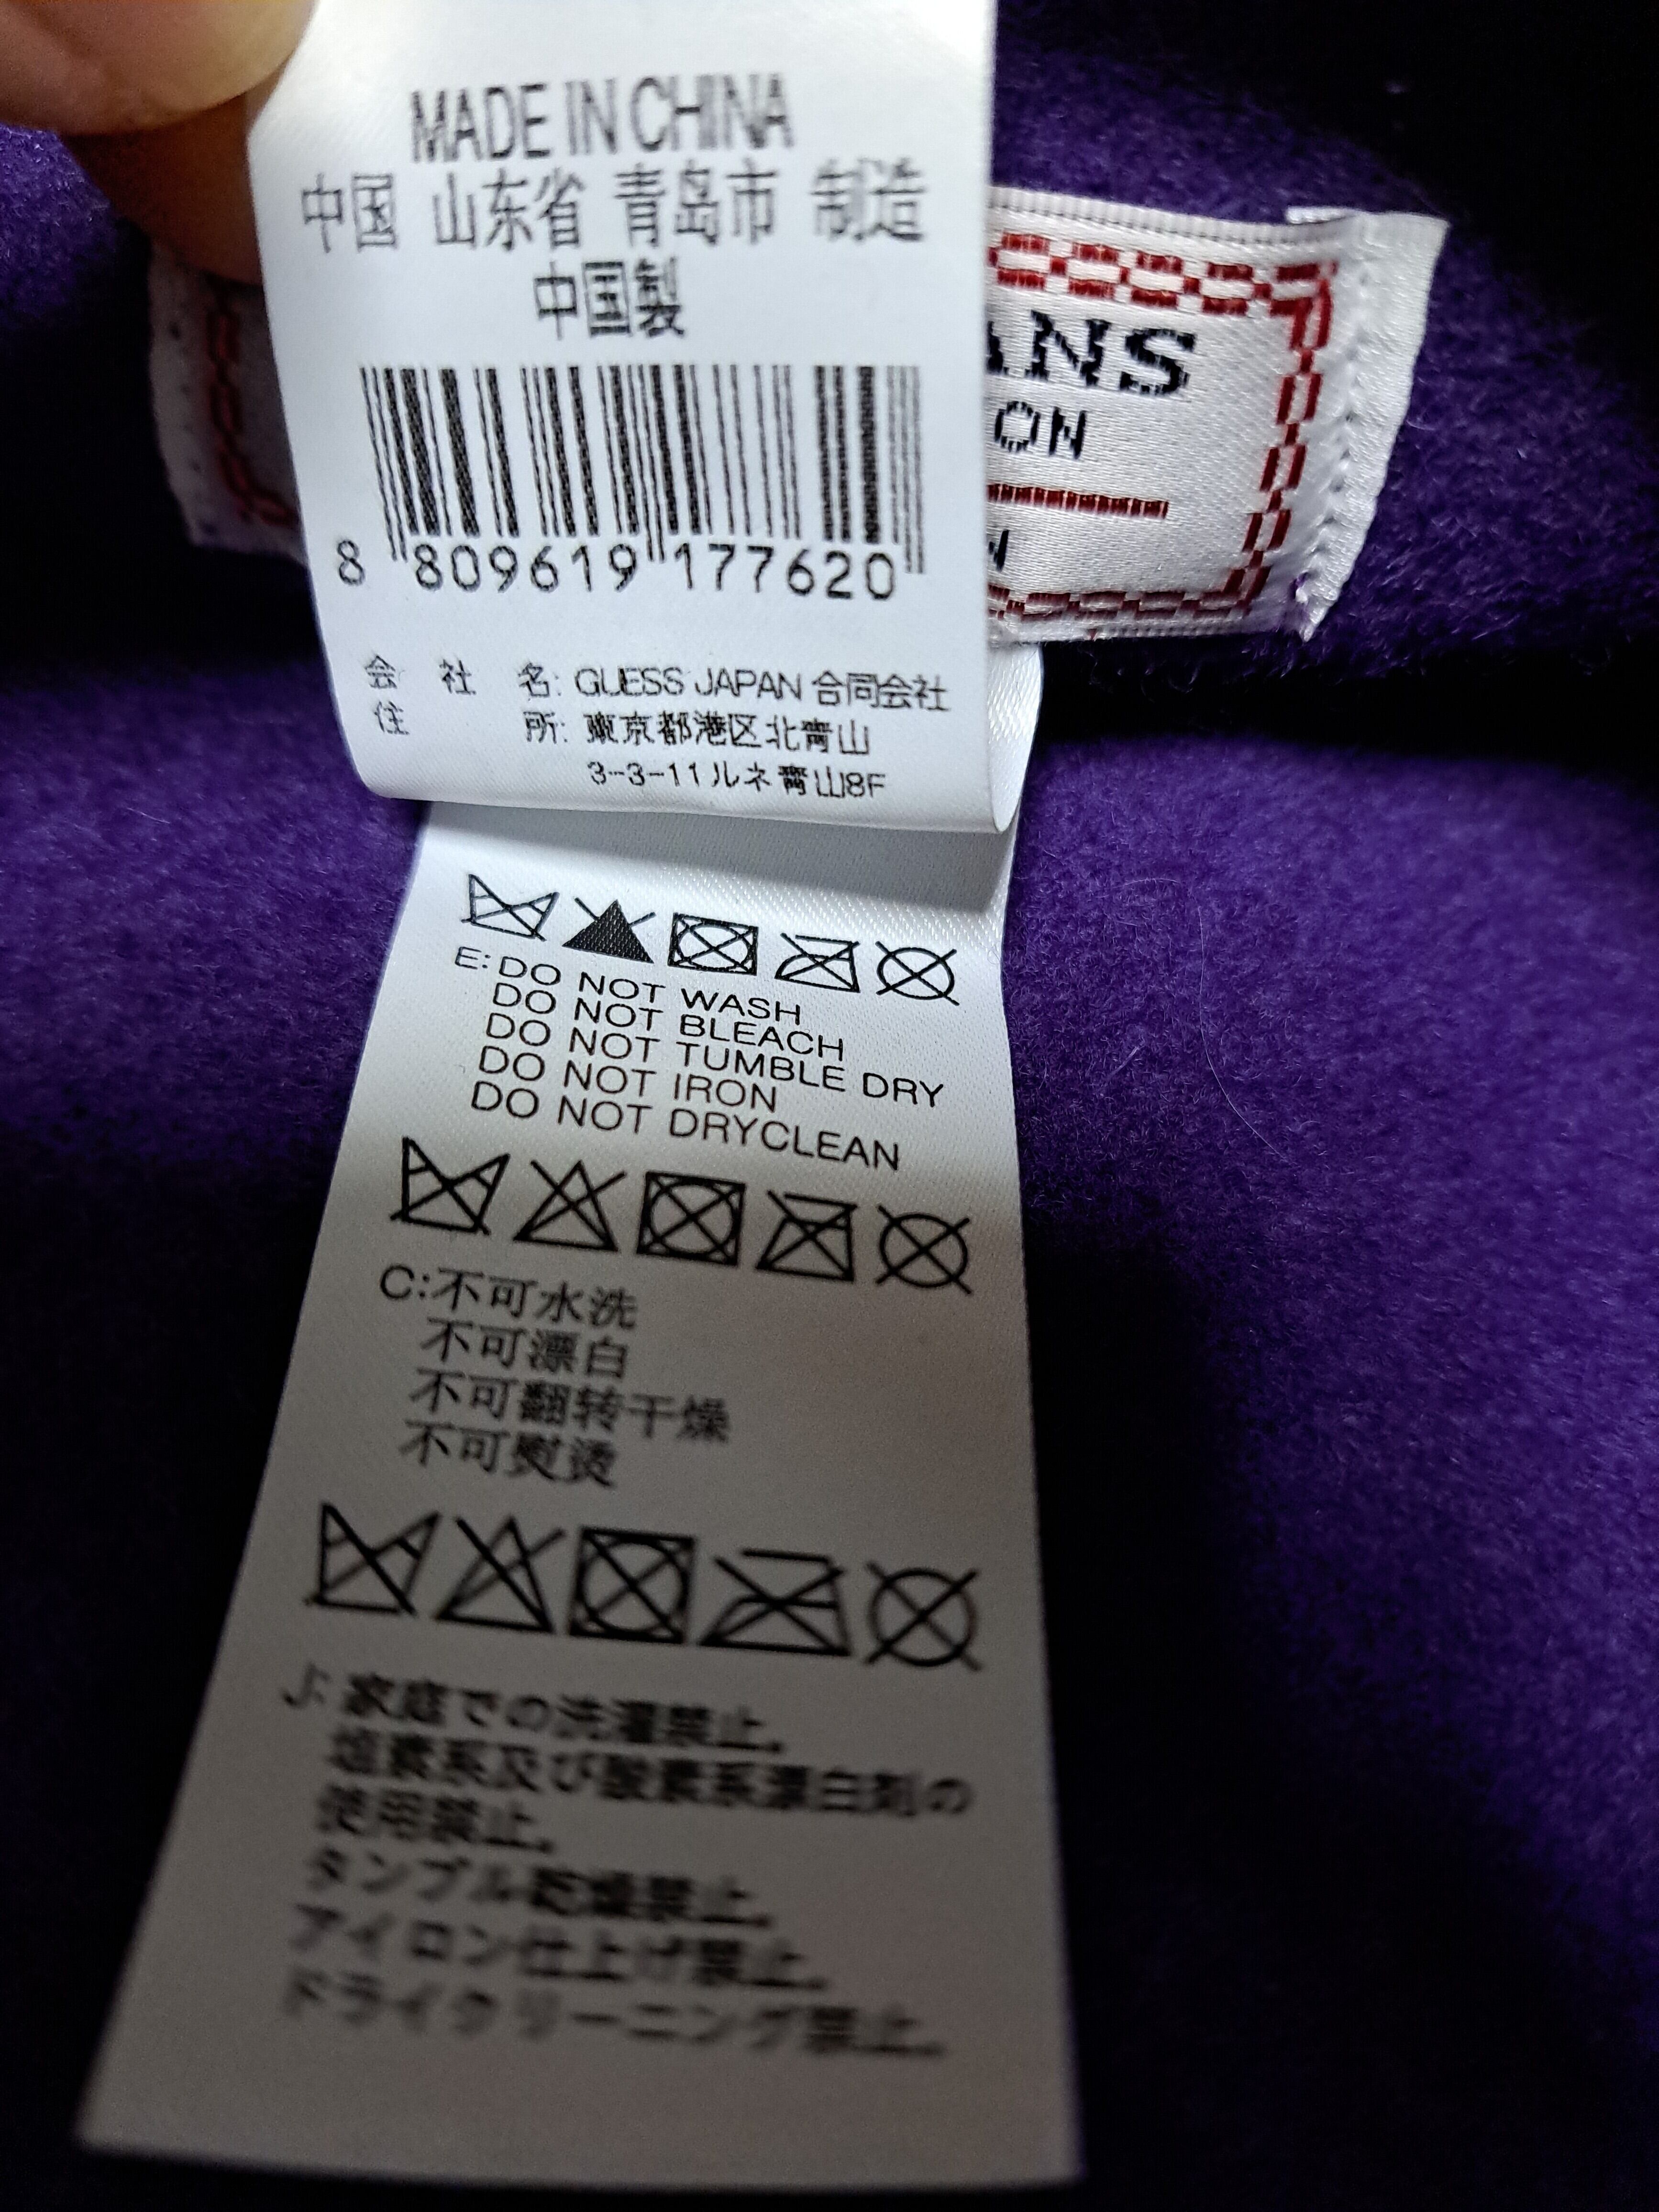 MADE IN CHINA
中国 山东省 青岛市 制造
中国製
8 809619 177620
会 社 名: GUESS JAPAN 合同会社
住 所: 東京都港区北青山
3-3-11 ルネ青山8F
ANS
ON
E: DO NOT WASH
DO NOT BLEACH
DO NOT TUMBLE DRY
DO NOT IRON
DO NOT DRYCLEAN
C:不可水洗
不可漂白
不可翻转干燥
不可熨烫
J: 家庭での洗濯禁止。
塩素系及び酸素系漂白剤の
使用禁止。
タンブル乾燥禁止。
アイロン仕上げ禁止。
ドライクリーニング禁止。